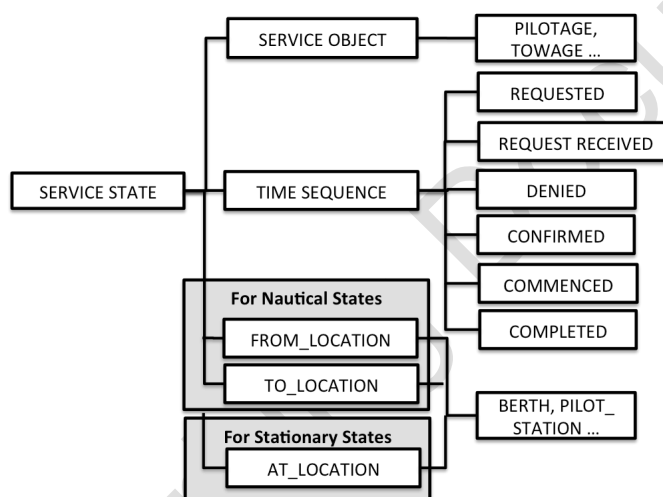 SERVICE OBJECT
PILOTAGE,
TOWAGE ...
REQUESTED
REQUEST RECEIVED
SERVICE STATE
TIME SEQUENCE
DENIED
CONFIRMED
COMMENCED
COMPLETED
For Nautical States
FROM_LOCATION
TO_LOCATION
BERTH, PILOT_
STATION ...
For Stationary States
AT_LOCATION